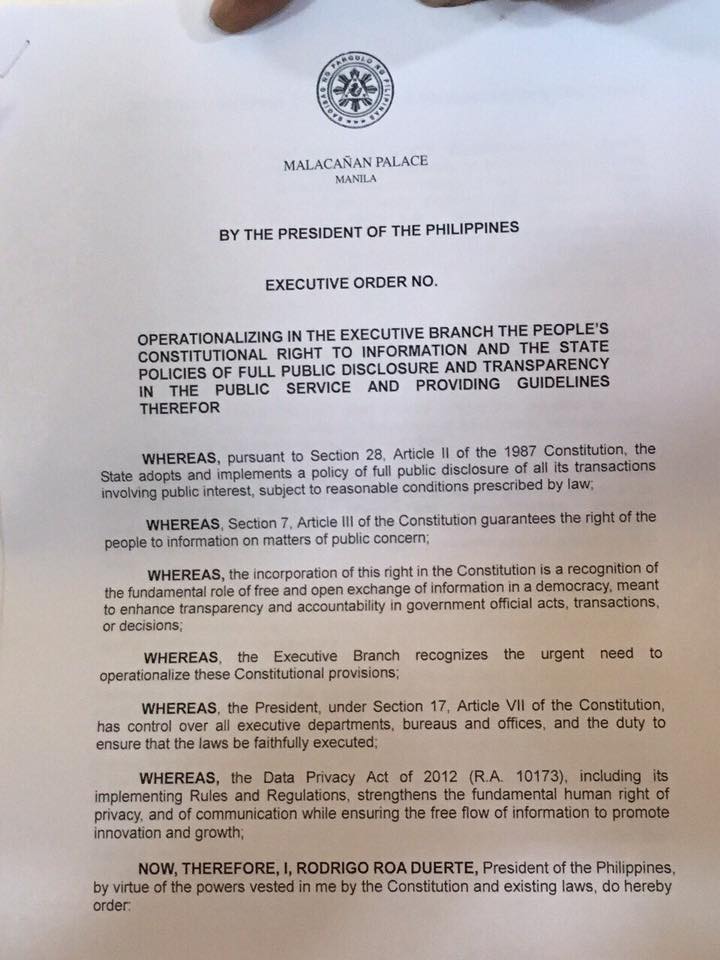 MALACAÑAN PALACE
MANILA
BY THE PRESIDENT OF THE PHILIPPINES
EXECUTIVE ORDER NO.
OPERATIONALIZING IN THE EXECUTIVE BRANCH THE PEOPLE'S
CONSTITUTIONAL RIGHT TO INFORMATION AND THE STATE
POLICIES OF FULL PUBLIC DISCLOSURE AND TRANSPARENCY
IN THE PUBLIC SERVICE AND PROVIDING GUIDELINES
THEREFOR
WHEREAS, pursuant to Section 28, Article II of the 1987 Constitution, the
State adopts and implements a policy of full public disclosure of all its transactions
involving public interest, subject to reasonable conditions prescribed by law;
WHEREAS, Section 7, Article III of the Constitution guarantees the right of the
people to information on matters of public concern;
WHEREAS, the incorporation of this right in the Constitution is a recognition of
the fundamental role of free and open exchange of information in a democracy, meant
to enhance transparency and accountability in government official acts, transactions,
or decisions;
WHEREAS, the Executive Branch recognizes the urgent need to
operationalize these Constitutional provisions;
WHEREAS, the President, under Section 17, Article VII of the Constitution,
has control over all executive departments, bureaus and offices, and the duty to
ensure that the laws be faithfully executed;
WHEREAS, the Data Privacy Act of 2012 (R.A. 10173), including its
implementing Rules and Regulations, strengthens the fundamental human right of
privacy, and of communication while ensuring the free flow of information to promote
innovation and growth;
NOW, THEREFORE, I, RODRIGO ROA DUERTE, President of the Philippines,
by virtue of the powers vested in me by the Constitution and existing laws, do hereby
order: